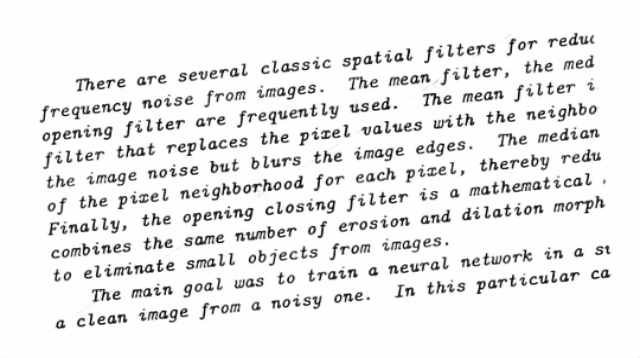 There are several classic spatial filters for reduc
frequency noise from images. The mean filter, the med
opening filter are frequently used. The mean filter i
filter that replaces the pixel values with the neighbo
the image noise but blurs the image edges. The median
of the pixel neighborhood for each pixel, thereby redu
Finally, the opening closing filter is a mathematical
combines the same number of erosion and dilation morph
to eliminate small objects from images.
The main goal was to train a neural network in a
a clean image from a noisy one. In this particular ca